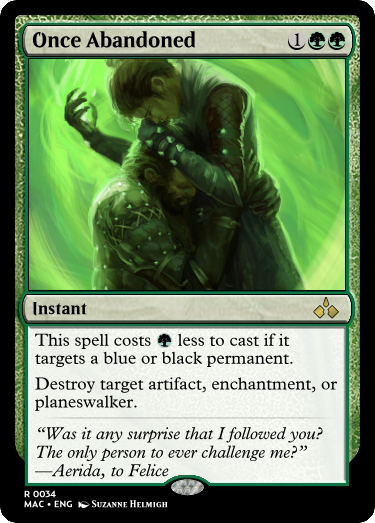 Once Abandoned 1
Instant
This spell costs less to cast if it
targets a blue or black permanent.
Destroy target artifact, enchantment, or
planeswalker.
“Was it any surprise that I followed you?
The only person to ever challenge me?”
—Aerida, to Felice
R 0034
MAC • ENG Suzanne Helmigh